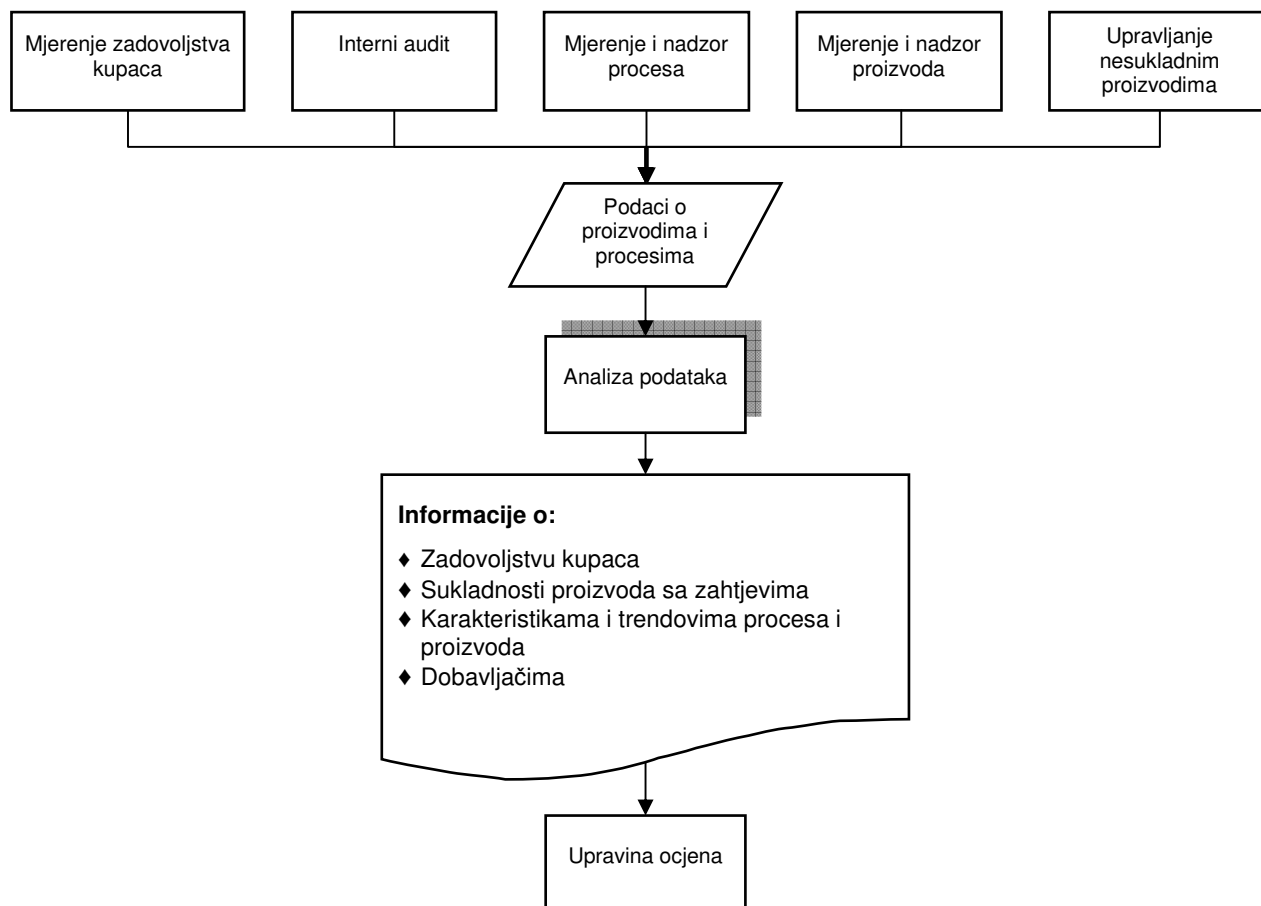 Mjerenje zadovoljstva
kupaca
Interni audit
Mjerenje i nadzor
procesa
Mjerenje i nadzor
proizvoda
Upravljanje
nesukladnim
proizvodima
Podaci o
proizvodima i
procesima
Analiza podataka
Informacije o:
♦ Zadovoljstvu kupaca
♦ Sukladnosti proizvoda sa zahtjevima
♦ Karakteristikama i trendovima procesa i
proizvoda
♦ Dobavljačima
Upravina ocjena